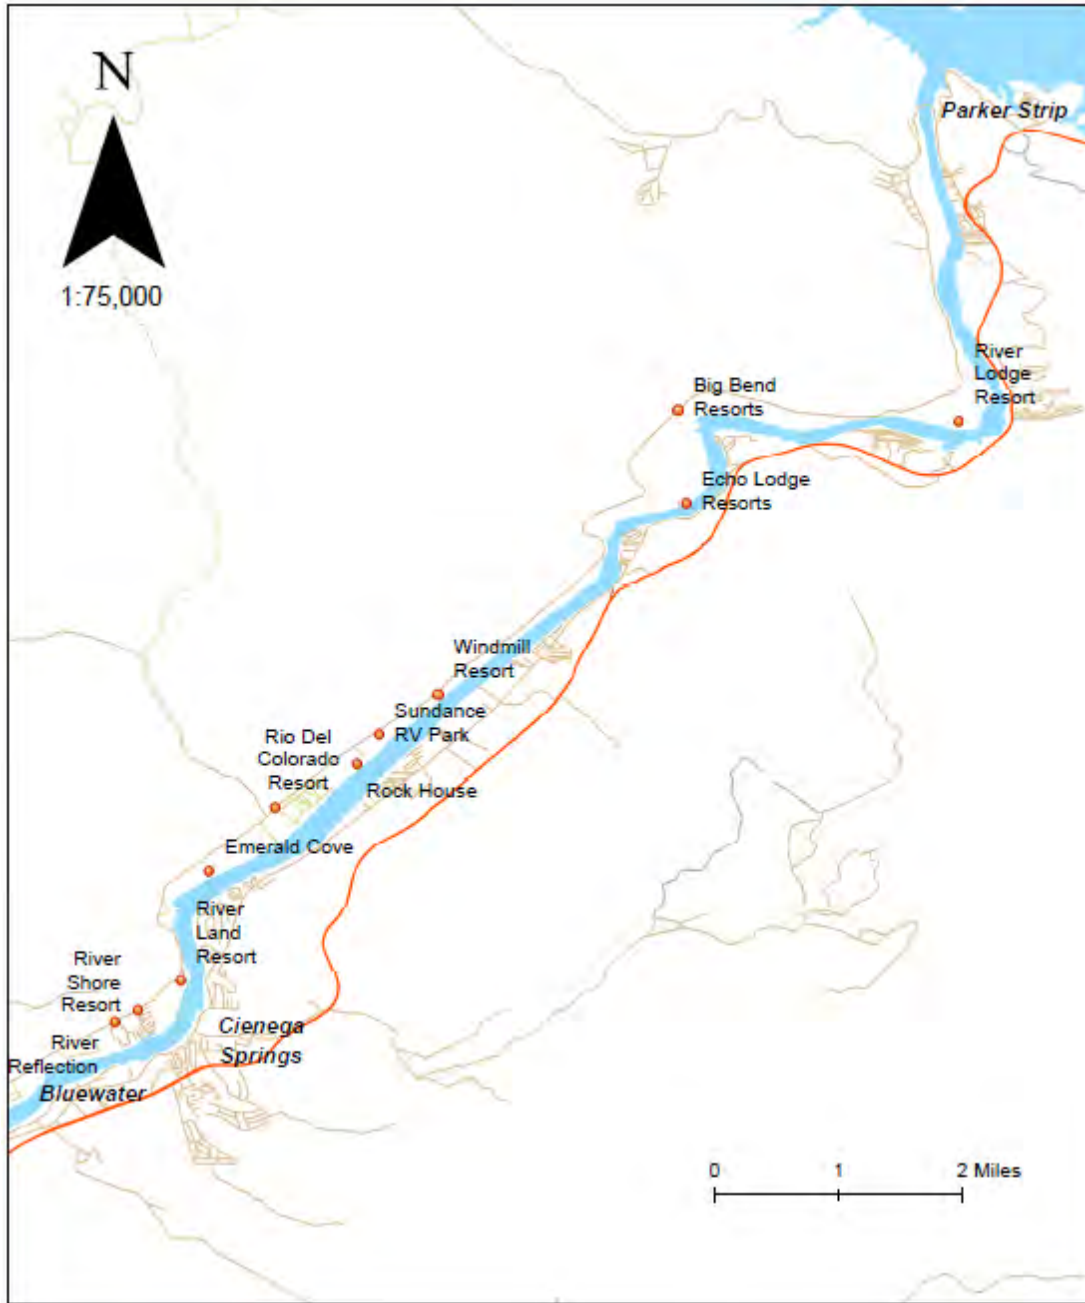 N
1:75,000
Parker Strip
River
Lodge
Resort
Big Bend
Resorts
Echo Lodge
Resorts
Windmill
Resort
Sundance
RV Park
Rio Del
Colorado
Resort
Rock House
Emerald Cove
River
Land
Resort
River
Shore
Resort
River
Reflection
Cienega
Springs
Bluewater
0 1 2 Miles